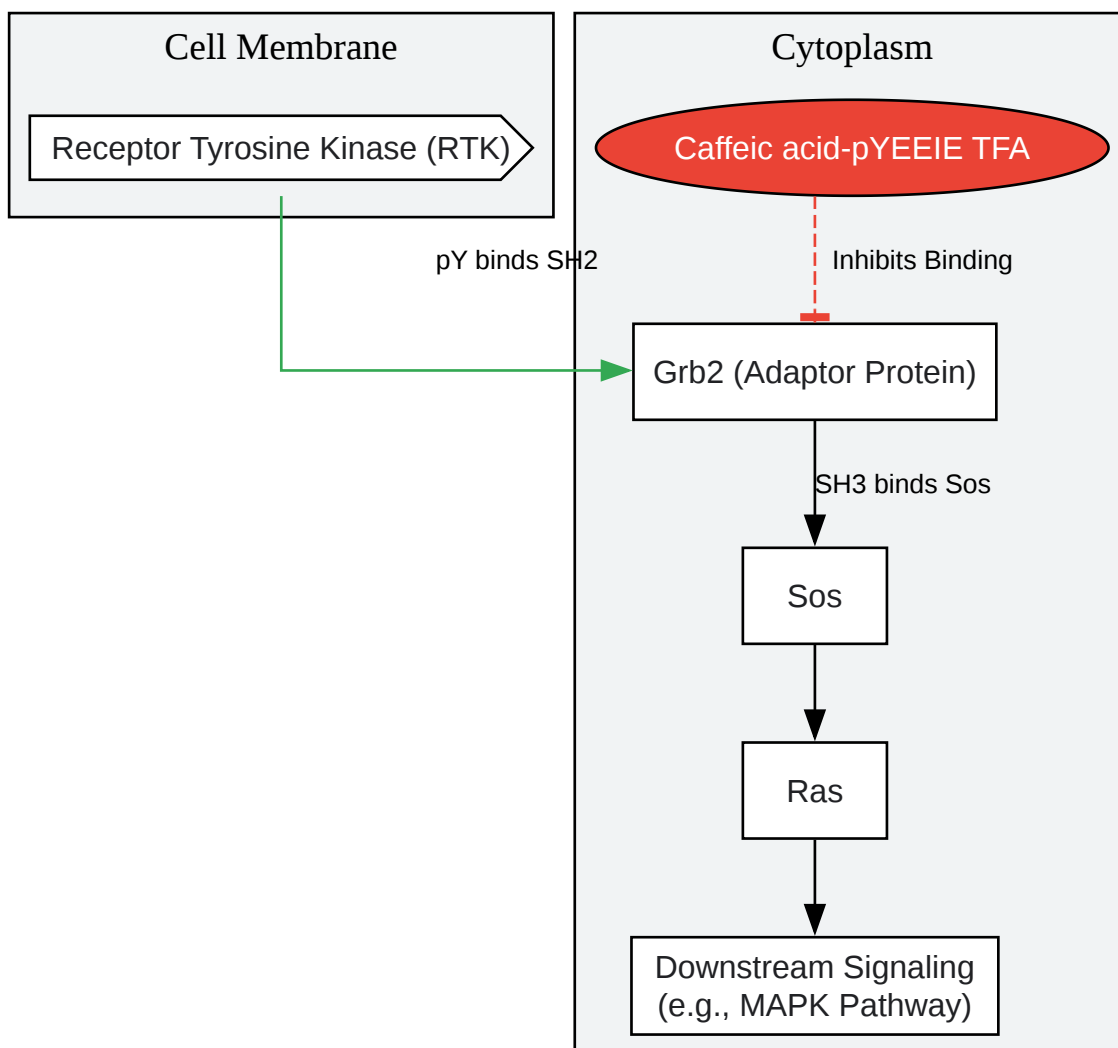 Cell Membrane
Cytoplasm
Receptor Tyrosine Kinase (RTK)
Caffeic acid-pYEEIE TFA
pY binds SH2
Inhibits Binding
Grb2 (Adaptor Protein)
SH3 binds Sos
Sos
Ras
Downstream Signaling
(e.g., MAPK Pathway)